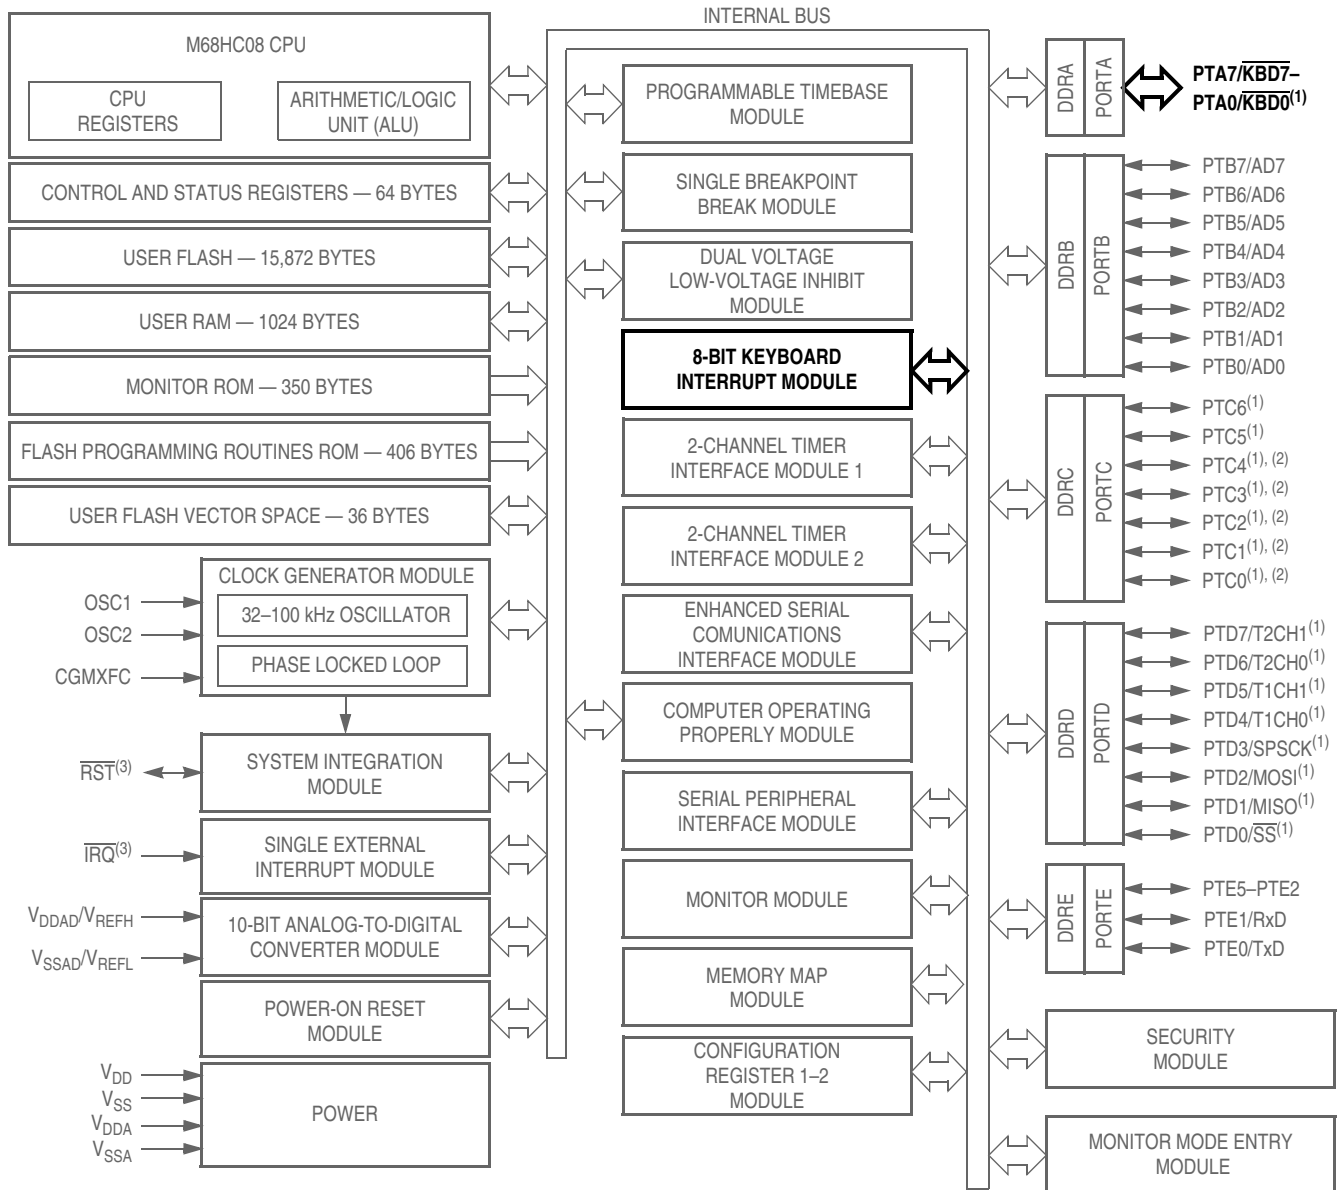 INTERNAL BUS
M68HC08 CPU
CPU
REGISTERS
ARITHMETIC/LOGIC
UNIT (ALU)
CONTROL AND STATUS REGISTERS — 64 BYTES
USER FLASH — 15,872 BYTES
USER RAM — 1024 BYTES
MONITOR ROM — 350 BYTES
FLASH PROGRAMMING ROUTINES ROM — 406 BYTES
USER FLASH VECTOR SPACE — 36 BYTES
CLOCK GENERATOR MODULE
32–100 kHz OSCILLATOR
PHASE LOCKED LOOP
OSC1
OSC2
CGMXFC
SYSTEM INTEGRATION
MODULE
RST(3)
SINGLE EXTERNAL
INTERRUPT MODULE
IRQ(3)
10-BIT ANALOG-TO-DIGITAL
CONVERTER MODULE
VDDAD/VREFH
VSSAD/VREFL
POWER-ON RESET
MODULE
POWER
VDD
VSS
VDDA
VSSA
PROGRAMMABLE TIMEBASE
MODULE
SINGLE BREAKPOINT
BREAK MODULE
DUAL VOLTAGE
LOW-VOLTAGE INHIBIT
MODULE
8-BIT KEYBOARD
INTERRUPT MODULE
2-CHANNEL TIMER
INTERFACE MODULE 1
2-CHANNEL TIMER
INTERFACE MODULE 2
ENHANCED SERIAL
COMUNICATIONS
INTERFACE MODULE
COMPUTER OPERATING
PROPERLY MODULE
SERIAL PERIPHERAL
INTERFACE MODULE
MONITOR MODULE
MEMORY MAP
MODULE
CONFIGURATION
REGISTER 1–2
MODULE
DDRA
PORTA
PTA7/KBD7–
PTA0/KBD0(1)
DDRB
PORTB
PTB7/AD7
PTB6/AD6
PTB5/AD5
PTB4/AD4
PTB3/AD3
PTB2/AD2
PTB1/AD1
PTB0/AD0
DDRC
PORTC
PTC6(1)
PTC5(1)
PTC4(1), (2)
PTC3(1), (2)
PTC2(1), (2)
PTC1(1), (2)
PTC0(1), (2)
DDRD
PORTD
PTD7/T2CH1(1)
PTD6/T2CH0(1)
PTD5/T1CH1(1)
PTD4/T1CH0(1)
PTD3/SPSCK(1)
PTD2/MOSI(1)
PTD1/MISO(1)
PTD0/SS(1)
DDRE
PORTE
PTE5–PTE2
PTE1/RxD
PTE0/TxD
SECURITY
MODULE
MONITOR MODE ENTRY
MODULE